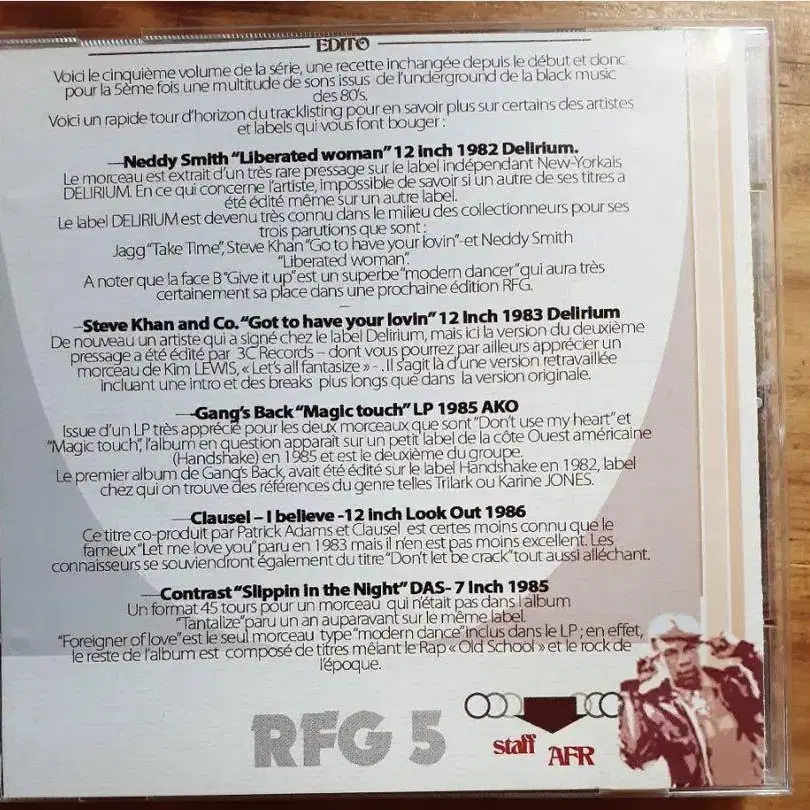 EDITO
Voici le cinquième volume de la série, une recette inchangée depuis le début et donc
pour la 5ème fois une multitude de sons issus de l'underground de la black music
des 80's.
Voici un rapide tour d'horizon du tracklisting pour en savoir plus sur certains des artistes
et labels qui vous font bouger :
—Neddy Smith "Liberated woman" 12 inch 1982 Delirium.
Le morceau est extrait d'un très rare pressage sur le label indépendant New-Yorkais
DELIRIUM. En ce qui concerne l'artiste, impossible de savoir si un autre de ses titres a
été édité même sur un autre label.
Le label DELIRIUM est devenu très connu dans le milieu des collectionneurs pour ses
trois parutions que sont :
Jagg "Take Time", Steve Khan "Go to have your lovin"-et Neddy Smith
"Liberated woman".
A noter que la face B "Give it up" est un superbe "modern dancer" qui aura très
certainement sa place dans une prochaine édition RFG.
—Steve Khan and Co. "Got to have your lovin" 12 Inch 1983 Delirium
De nouveau un artiste qui a signé chez le label Delirium, mais ici la version du deuxième
pressage a été édité par 3C Records – dont vous pourrez par ailleurs apprécier un
morceau de Kim LEWIS, « Let's all fantasize » - . Il s'agit là d'une version retravaillée
incluant une intro et des breaks plus longs que dans la version originale.
—Gang's Back "Magic touch" LP 1985 AKO
Issue d'un LP très apprécié pour les deux morceaux que sont "Don't use my heart" et
"Magic touch", l'album en question apparaît sur un petit label de la côte Ouest américaine
(Handshake) en 1985 et est le deuxième du groupe.
Le premier album de Gang's Back, avait été édité sur le label Handshake en 1982, label
chez qui on trouve des références du genre telles Trilark ou Karine JONES.
—Clausel – I believe -12 inch Look Out 1986
Ce titre co-produit par Patrick Adams et Clausel est certes moins connu que le
fameux "Let me love you" paru en 1983 mais il n'en est pas moins excellent. Les
connaisseurs se souviendront également du titre "Don't let be crack" tout aussi alléchant.
—Contrast "Slippin in the Night" DAS- 7 Inch 1985
Un format 45 tours pour un morceau qui n'était pas dans l'album
"Tantalize" paru un an auparavant sur le même label.
"Foreigner of love" est le seul morceau type "modern dance" inclus dans le LP ; en effet,
le reste de l'album est composé de titres mêlant le Rap « Old School » et le rock de
l'époque.
RFG 5
staff AFR